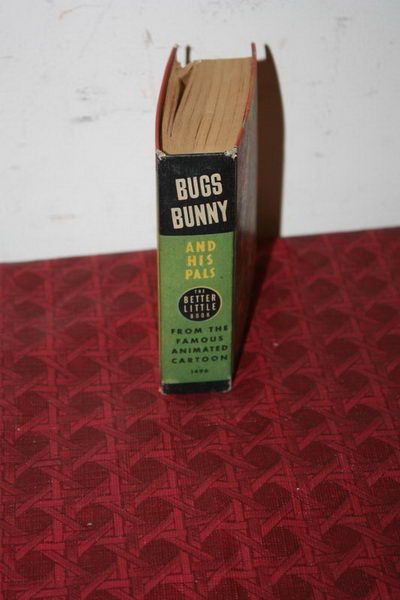 BUGS
BUNNY
AND
HIS
PALS
THE
BETTER
LITTLE
BOOK
FROM THE
FAMOUS
ANIMATED
CARTOON
1496